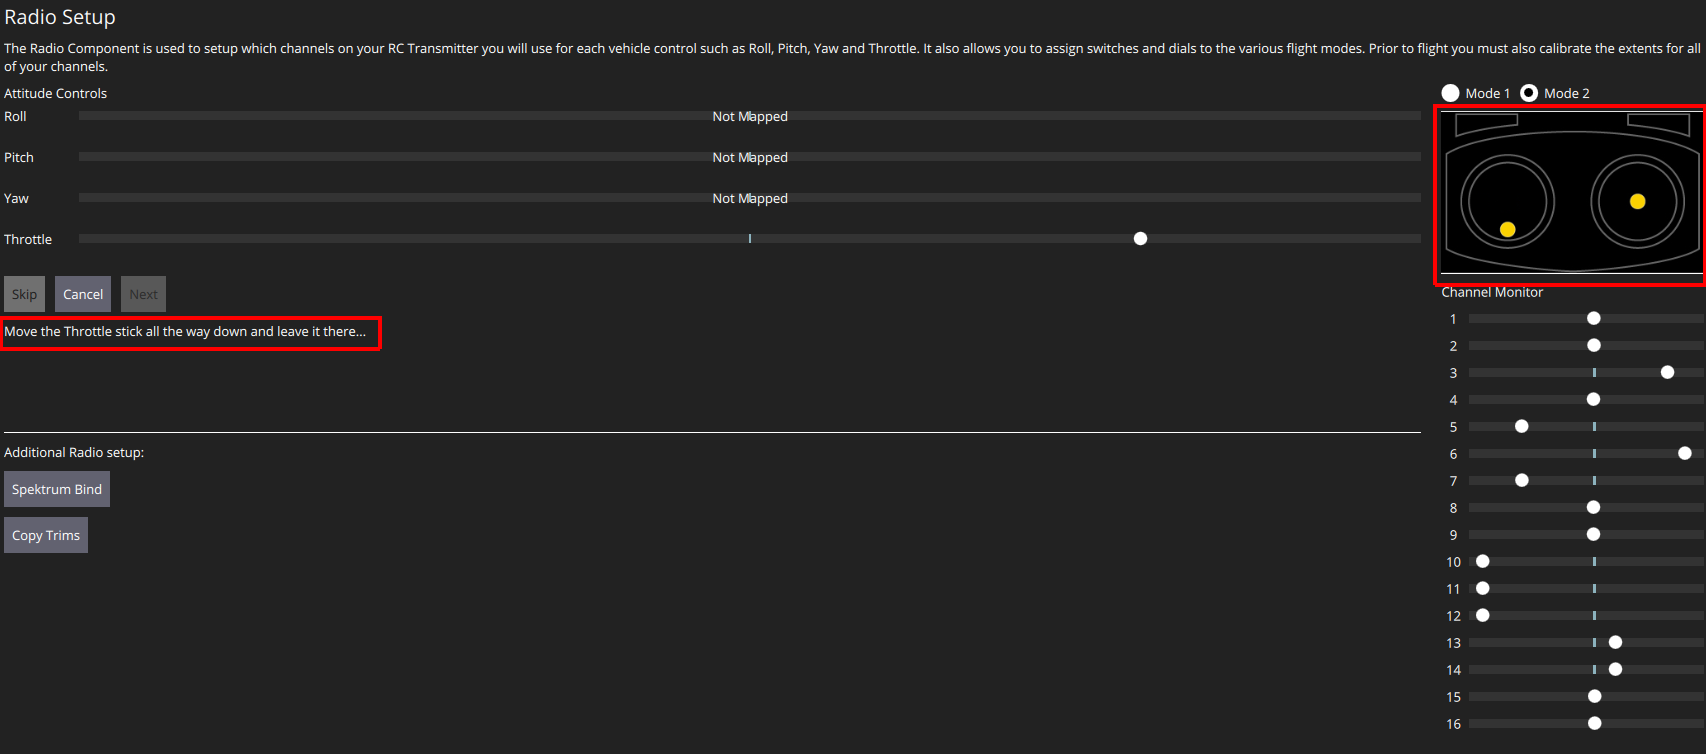 Radio Setup
The Radio Component is used to setup which channels on your RC Transmitter you will use for each vehicle control such as Roll, Pitch, Yaw and Throttle. It also allows you to assign switches and dials to the various flight modes. Prior to flight you must also calibrate the extents for all
of your channels.
Attitude Controls
Roll
Not Mapped
Pitch
Not Mapped
Yaw
Not Mapped
Throttle
Skip Cancel Next
Move the Throttle stick all the way down and leave it there...
Additional Radio setup:
Spektrum Bind
Copy Trims
Mode 1 Mode 2
Channel Monitor
1
2
3
4
5
6
7
8
9
10
11
12
13
14
15
16